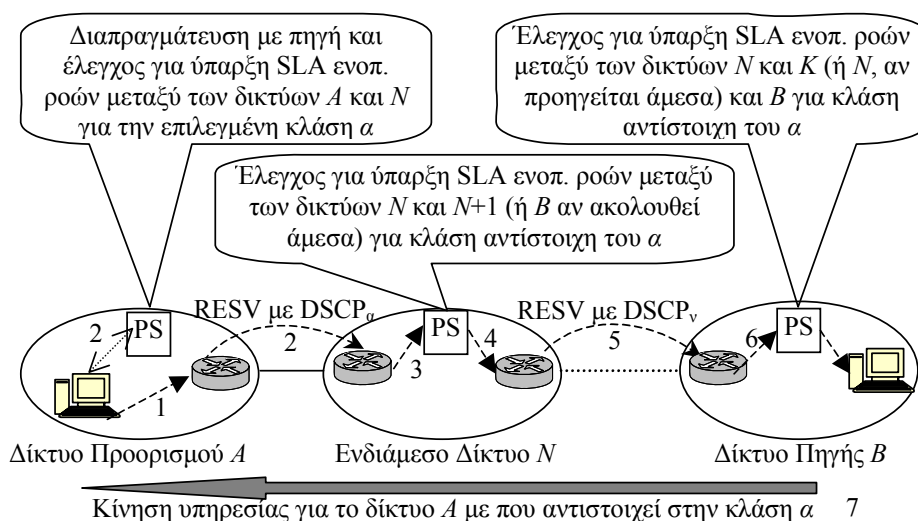 Διαπραγμάτευση με πηγή και
έλεγχος για ύπαρξη SLA ενοπ.
ροών μεταξύ των δικτύων A και N
για την επιλεγμένη κλάση α
Έλεγχος για ύπαρξη SLA ενοπ. ροών
μεταξύ των δικτύων N και K (ή N, αν
προηγείται άμεσα) και B για κλάση
αντίστοιχη του α
Έλεγχος για ύπαρξη SLA ενοπ. ροών μεταξύ
των δικτύων N και N+1 (ή B αν ακολουθεί
άμεσα) για κλάση αντίστοιχη του α
RESV με DSCPα
RESV με DSCPν
2
PS
2
3
PS
4
5
6
PS
1
Δίκτυο Προορισμού A
Ενδιάμεσο Δίκτυο N
Δίκτυο Πηγής B
Κίνηση υπηρεσίας για το δίκτυο A με που αντιστοιχεί στην κλάση α 7